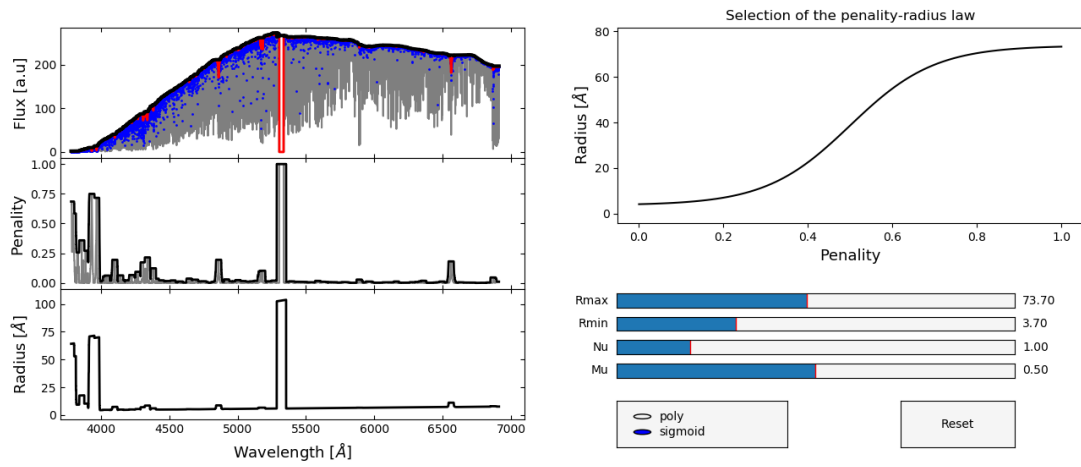 Flux [a.u]
200
100
0
Penality
1.00
0.75
0.50
0.25
0.00
Radius [Å]
100
75
50
25
0
4000 4500 5000 5500 6000 6500 7000
Wavelength [Å]
Selection of the penality-radius law
Radius [Å]
80
60
40
20
0
0.0 0.2 0.4 0.6 0.8 1.0
Penality
Rmax 73.70
Rmin 3.70
Nu 1.00
Mu 0.50
poly
sigmoid
Reset